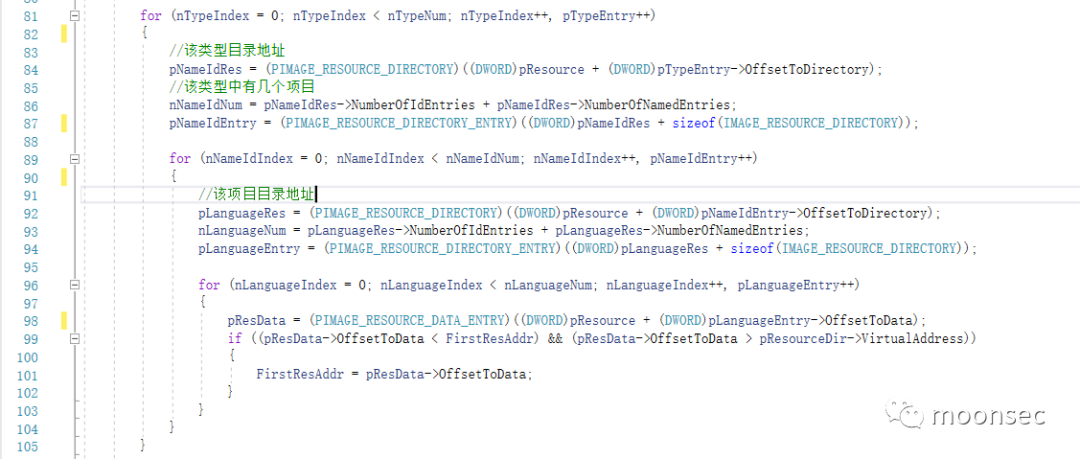 81 for (nTypeIndex = 0; nTypeIndex < nTypeNum; nTypeIndex++, pTypeEntry++)
82 {
83 //该类型目录地址
84 pNameIdRes = (PIMAGE_RESOURCE_DIRECTORY)((DWORD)pResource + (DWORD)pTypeEntry->OffsetToDirectory);
85 //该类型中有几个项目
86 nNameIdNum = pNameIdRes->NumberOfIdEntries + pNameIdRes->NumberOfNamedEntries;
87 pNameIdEntry = (PIMAGE_RESOURCE_DIRECTORY_ENTRY)((DWORD)pNameIdRes + sizeof(IMAGE_RESOURCE_DIRECTORY));
88
89 for (nNameIdIndex = 0; nNameIdIndex < nNameIdNum; nNameIdIndex++, pNameIdEntry++)
90 {
91 //该项目目录地址
92 pLanguageRes = (PIMAGE_RESOURCE_DIRECTORY)((DWORD)pResource + (DWORD)pNameIdEntry->OffsetToDirectory);
93 nLanguageNum = pLanguageRes->NumberOfIdEntries + pLanguageRes->NumberOfNamedEntries;
94 pLanguageEntry = (PIMAGE_RESOURCE_DIRECTORY_ENTRY)((DWORD)pLanguageRes + sizeof(IMAGE_RESOURCE_DIRECTORY));
95
96 for (nLanguageIndex = 0; nLanguageIndex < nLanguageNum; nLanguageIndex++, pLanguageEntry++)
97 {
98 pResData = (PIMAGE_RESOURCE_DATA_ENTRY)((DWORD)pResource + (DWORD)pLanguageEntry->OffsetToData);
99 if ((pResData->OffsetToData < FirstResAddr) && (pResData->OffsetToData > pResourceDir->VirtualAddress))
100 {
101 FirstResAddr = pResData->OffsetToData;
102 }
103 }
104 }
105 }
moonsec